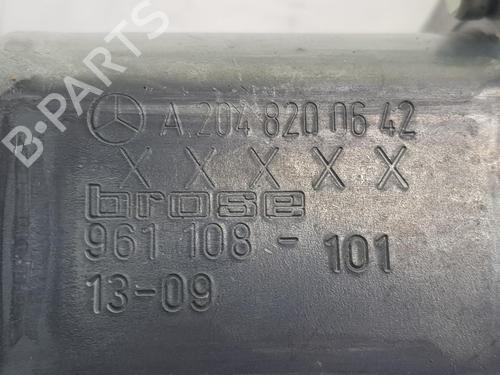 B-PARTS
A 204 820 06 42
X X X X X
brose
961 108 - 101
13-09